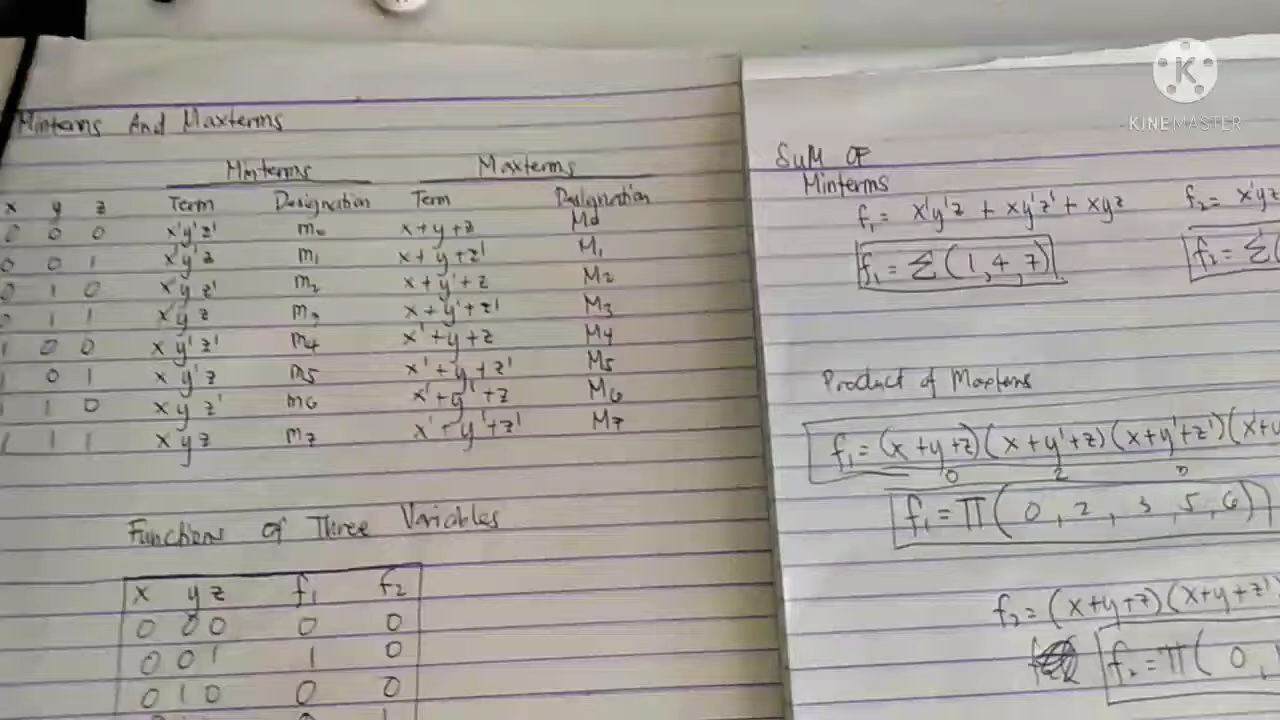 Minterms And Maxterms
Minterms Maxterms
x y z Term Designation Term Designation
0 0 0 x'y'z' m₀ x+y+z M0
0 0 1 x'y'z m₁ x+y+z' M₁
0 1 0 x'y z' m₂ x+y'+z M2
0 1 1 x'y z m₃ x+y'+z' M3
1 0 0 x y'z' m4 x'+y+z M4
1 0 1 x y'z m5 x'+y+z' M5
1 1 0 x y z' m6 x'+y'+z M6
1 1 1 x y z m7 x'+y'+z' M7
Functions of Three Variables
x y z f₁ f₂
0 0 0 0 0
0 0 1 1 0
0 1 0 0 0
KINEMASTER
SUM OF
Minterms
f₁ = x'y'z + xy'z' + xyz f₂ = x'yz
f₁ = Σ(1,4,7) f₂ = Σ(
Product of Maxterms
f₁ = (x+y+z)(x+y'+z)(x+y'+z')(x'+y
0 2 3
f₁ = π(0,2,3,5,6)
f₂ = (x+y+z)(x+y+z')
f₂ = π(0,1